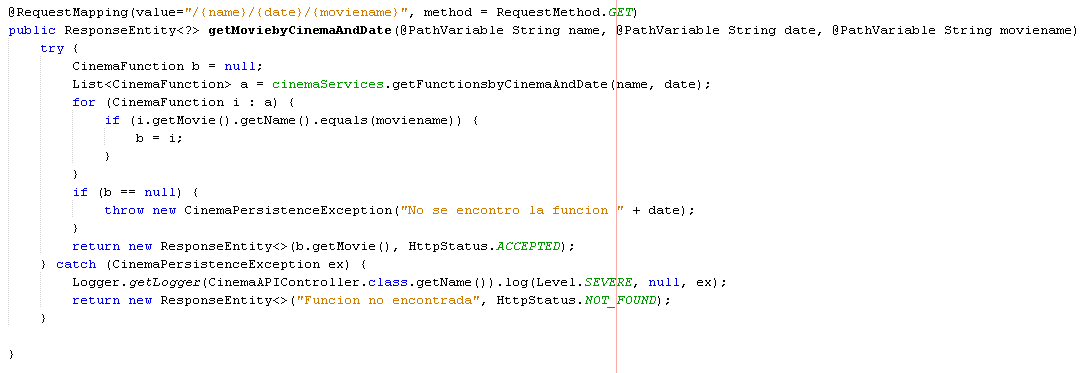 @RequestMapping(value="/{name}/{date}/{moviename}", method = RequestMethod.GET)
public ResponseEntity<?> getMoviebyCinemaAndDate(@PathVariable String name, @PathVariable String date, @PathVariable String moviename)
    try {
        CinemaFunction b = null;
        List<CinemaFunction> a = cinemaServices.getFunctionsbyCinemaAndDate(name, date);
        for (CinemaFunction i : a) {
            if (i.getMovie().getName().equals(moviename)) {
                b = i;
            }
        }
        if (b == null) {
            throw new CinemaPersistenceException("No se encontro la funcion " + date);
        }
        return new ResponseEntity<>(b.getMovie(), HttpStatus.ACCEPTED);
    } catch (CinemaPersistenceException ex) {
        Logger.getLogger(CinemaAPIController.class.getName()).log(Level.SEVERE, null, ex);
        return new ResponseEntity<>("Funcion no encontrada", HttpStatus.NOT_FOUND);
    }
}